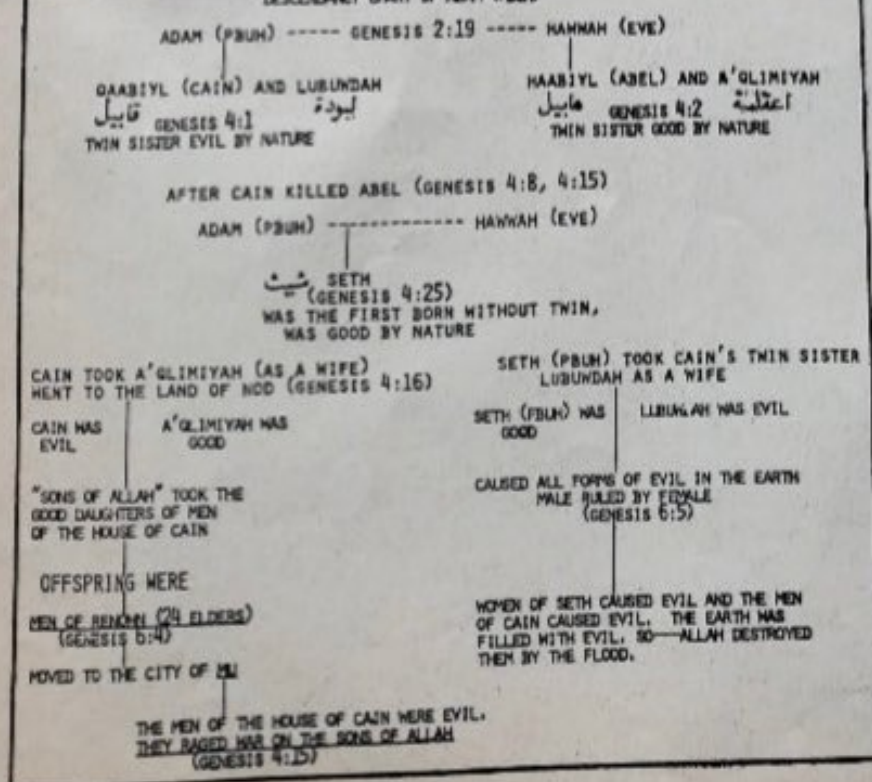 ADAM (PBUH) ----- GENESIS 2:19 ----- HAWWAH (EVE)
QAABIYL (CAIN) AND LUBUWDAH
HAABIYL (ABEL) AND A'QLIMIYAH
قابيل GENESIS 4:1 لبودة
هابيل GENESIS 4:2
TWIN SISTER EVIL BY NATURE
TWIN SISTER GOOD BY NATURE
AFTER CAIN KILLED ABEL (GENESIS 4:8, 4:15)
ADAM (PBUH) ------------- HAWWAH (EVE)
شيث SETH
(GENESIS 4:25)
WAS THE FIRST BORN WITHOUT TWIN,
WAS GOOD BY NATURE
CAIN TOOK A'QLIMIYAH (AS A WIFE)
WENT TO THE LAND OF NOD (GENESIS 4:16)
CAIN WAS
EVIL
A'QLIMIYAH WAS
GOOD
"SONS OF ALLAH" TOOK THE
GOOD DAUGHTERS OF MEN
OF THE HOUSE OF CAIN
OFFSPRING WERE
MEN OF RENOWN (24 ELDERS)
(GENESIS 6:4)
MOVED TO THE CITY OF MU
THE MEN OF THE HOUSE OF CAIN WERE EVIL.
THEY RAGED WAR ON THE SONS OF ALLAH
(GENESIS 4:15)
SETH (PBUH) TOOK CAIN'S TWIN SISTER
LUBUWDAH AS A WIFE
SETH (PBUH) WAS
GOOD
LUBUWDAH WAS EVIL
CAUSED ALL FORMS OF EVIL IN THE EARTH
MALE RULED BY FEMALE
(GENESIS 6:5)
WOMEN OF SETH CAUSED EVIL AND THE MEN
OF CAIN CAUSED EVIL. THE EARTH WAS
FILLED WITH EVIL. SO—ALLAH DESTROYED
THEM BY THE FLOOD.